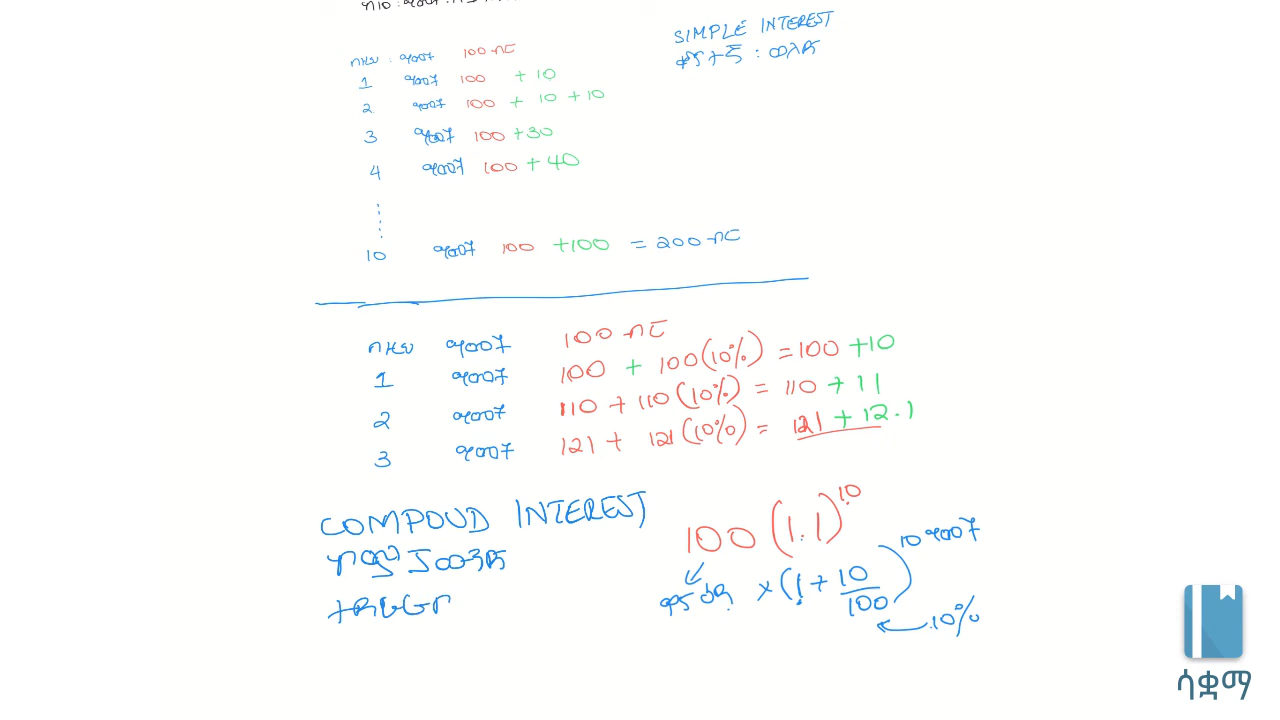 SIMPLE INTEREST
ወለድ
በዚህ : ዓመት 100 ብር
1 ዓመት 100 + 10
2 ዓመት 100 + 10 + 10
3 ዓመት 100 + 30
4 ዓመት 100 + 40
10 ዓመት 100 + 100 = 200 ብር
በዚህ ዓመት 100 ብር
1 ዓመት 100 + 100(10%) = 100 + 10
2 ዓመት 110 + 110(10%) = 110 + 11
3 ዓመት 121 + 121(10%) = 121 + 12.1
COMPOUD INTEREST
100 (1.1)^10
× (1 + 10/100)^10 ዓመት
10%
ሳቋማ